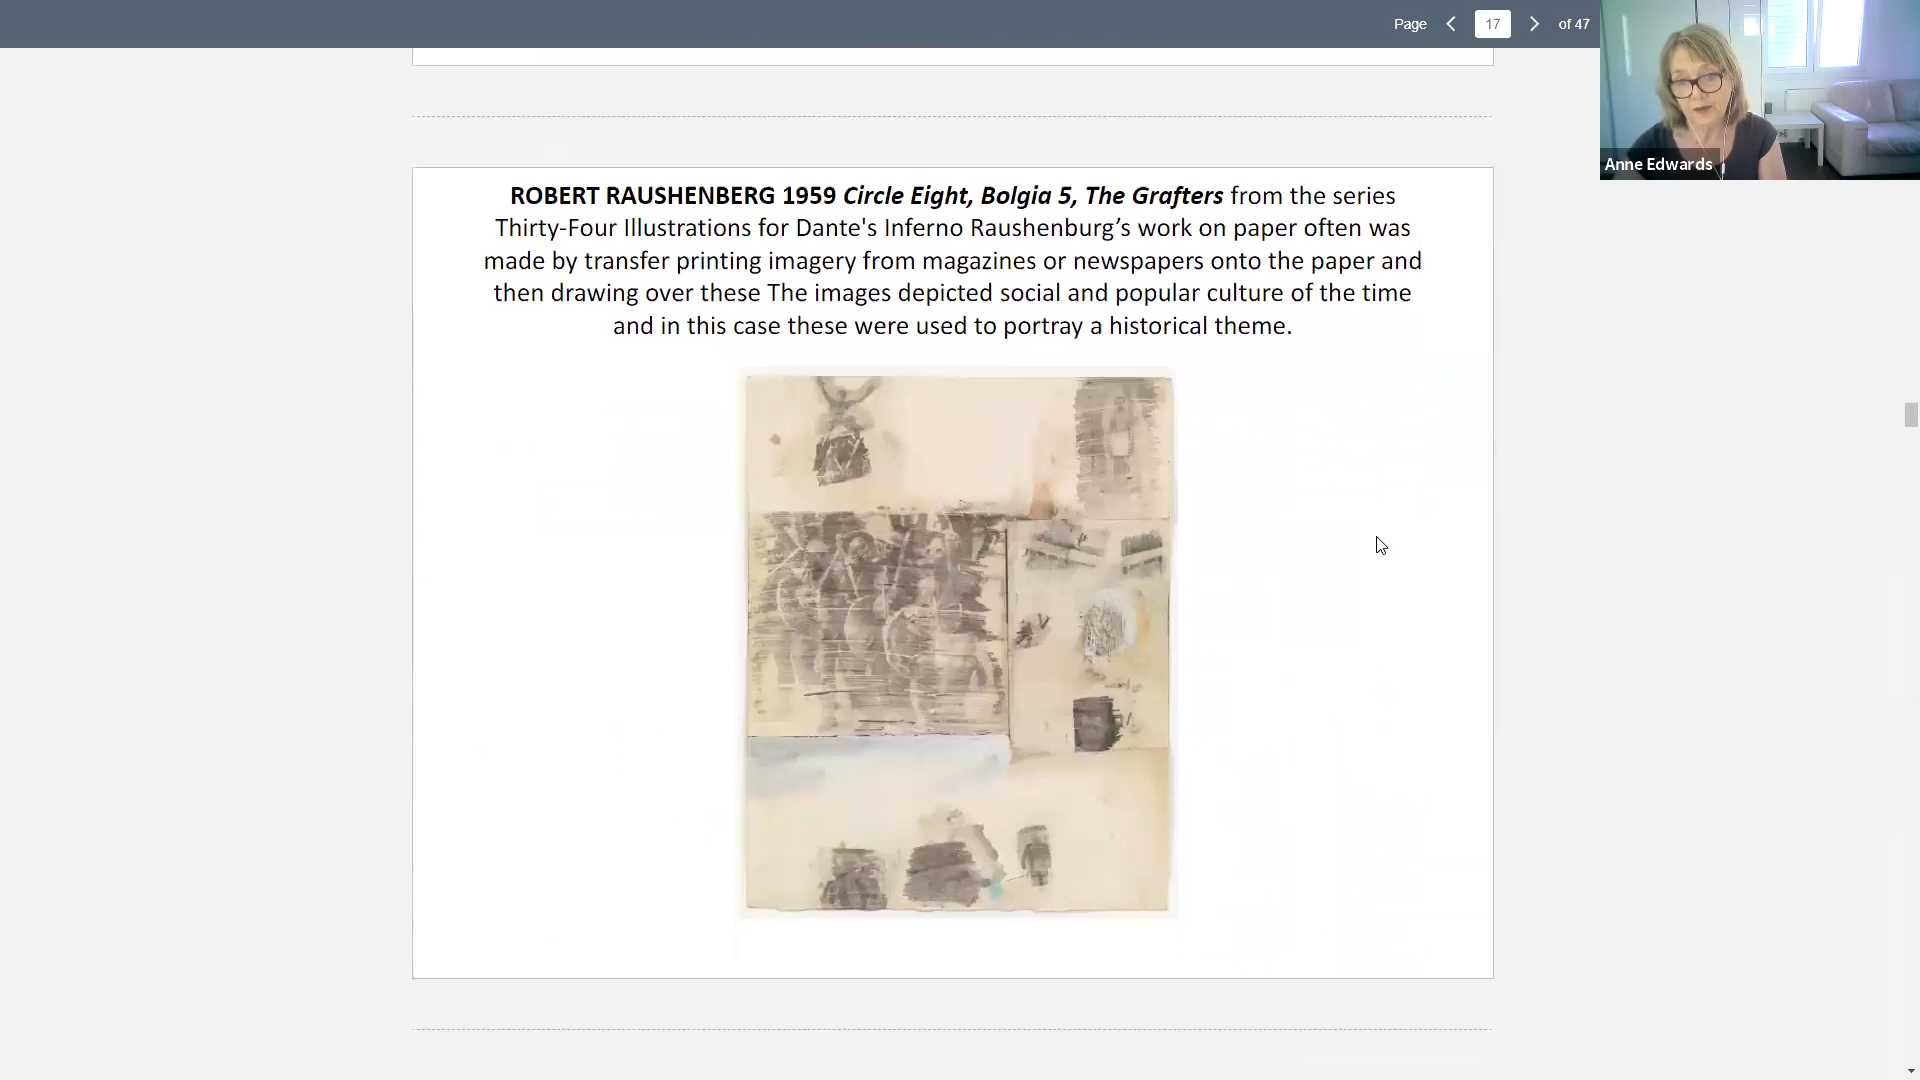 Page 17 of 47
Anne Edwards
ROBERT RAUSHENBERG 1959 Circle Eight, Bolgia 5, The Grafters from the series
Thirty-Four Illustrations for Dante's Inferno Raushenburg’s work on paper often was
made by transfer printing imagery from magazines or newspapers onto the paper and
then drawing over these The images depicted social and popular culture of the time
and in this case these were used to portray a historical theme.